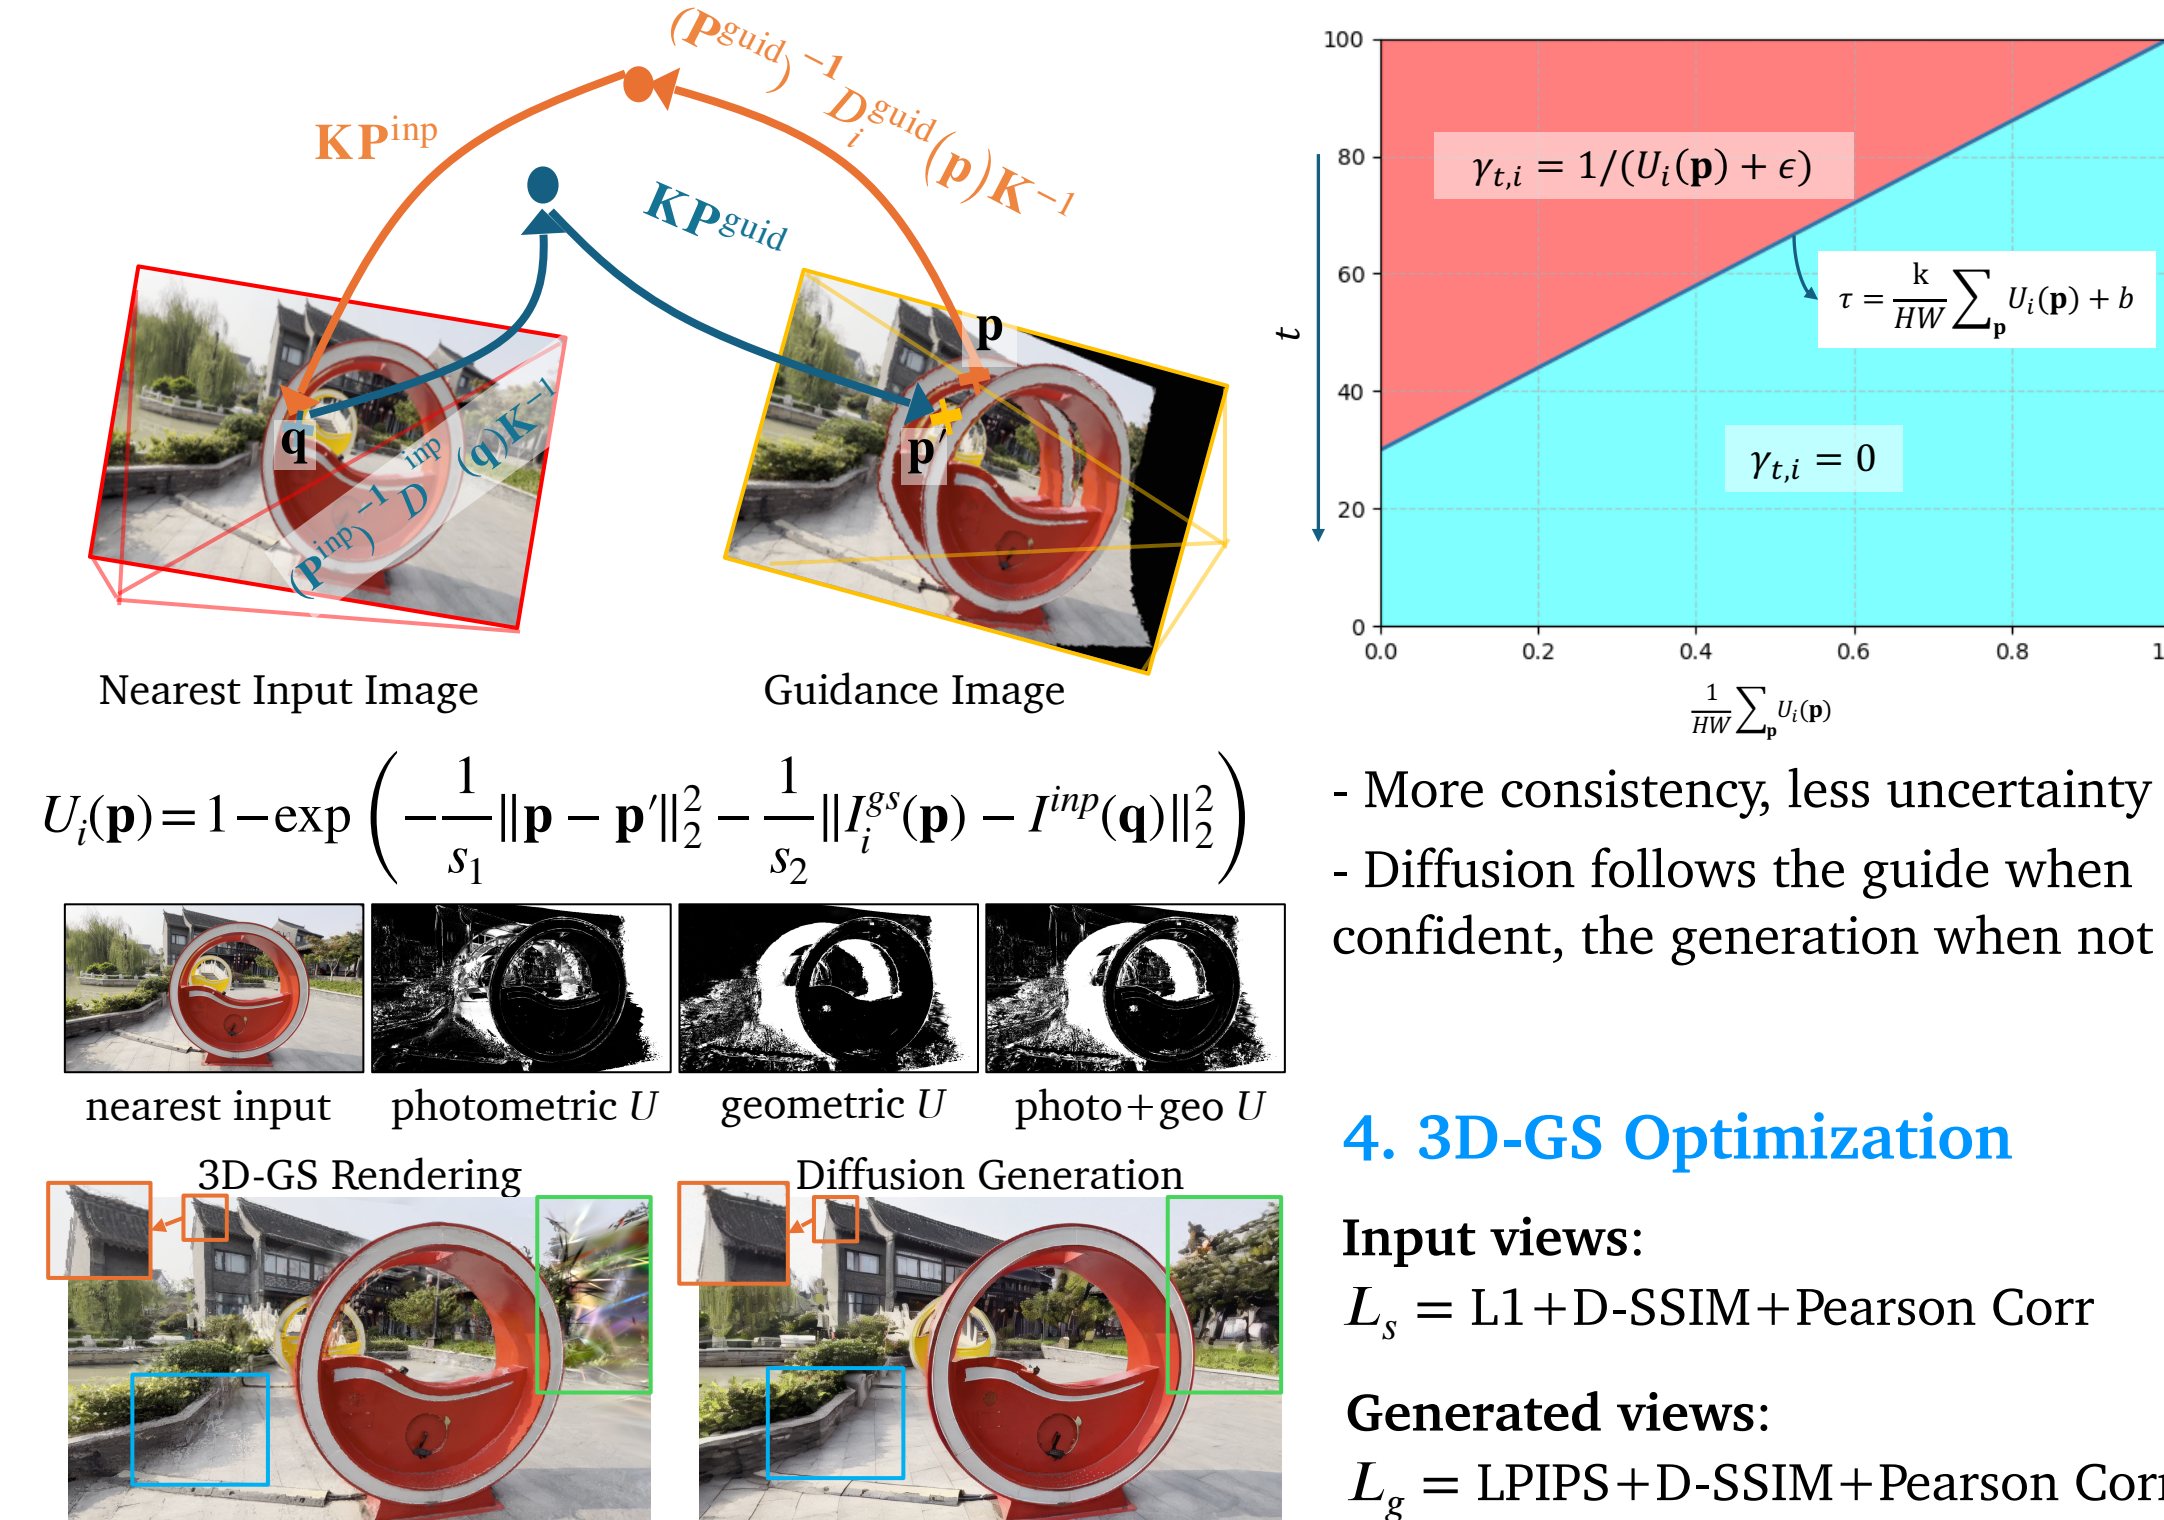 (P^guid)^−1 D_i^guid(p)K^−1
KP^inp
KP^guid
p
q
p′
(P^inp)^−1 D^inp(q)K^−1
Nearest Input Image
Guidance Image
U_i(p) = 1 − exp ( − 1/s_1 ‖p − p′‖_2^2 − 1/s_2 ‖I_i^gs(p) − I^inp(q)‖_2^2 )
nearest input
photometric U
geometric U
photo+geo U
3D-GS Rendering
Diffusion Generation
100
80
60
40
20
0
t
γ_t,i = 1/(U_i(p) + ϵ)
τ = k/HW ∑_p U_i(p) + b
γ_t,i = 0
0.0
0.2
0.4
0.6
0.8
1/HW ∑_p U_i(p)
- More consistency, less uncertainty
- Diffusion follows the guide when
confident, the generation when not
4. 3D-GS Optimization
Input views:
L_s = L1+D-SSIM+Pearson Corr
Generated views:
L_g = LPIPS+D-SSIM+Pearson Corr